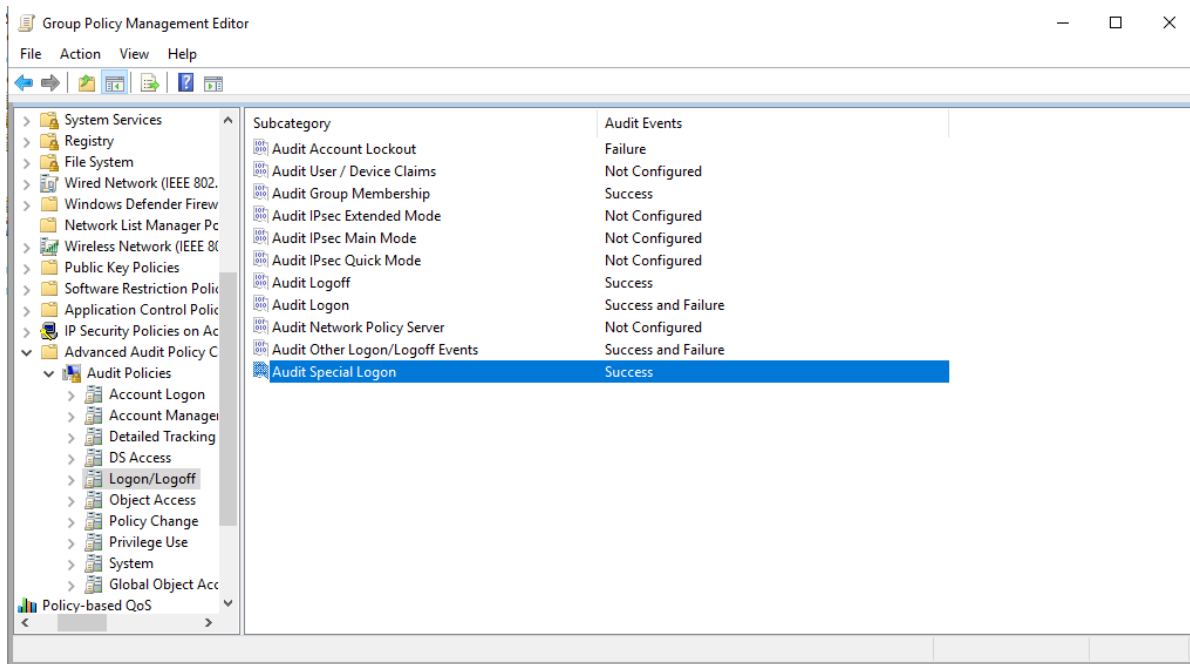 Group Policy Management Editor
File Action View Help
System Services
Registry
File System
Wired Network (IEEE 802.
Windows Defender Firew
Network List Manager Po
Wireless Network (IEEE 80
Public Key Policies
Software Restriction Polic
Application Control Polic
IP Security Policies on Ac
Advanced Audit Policy C
Audit Policies
Account Logon
Account Manager
Detailed Tracking
DS Access
Logon/Logoff
Object Access
Policy Change
Privilege Use
System
Global Object Acc
Policy-based QoS
Subcategory Audit Events
Audit Account Lockout Failure
Audit User / Device Claims Not Configured
Audit Group Membership Success
Audit IPsec Extended Mode Not Configured
Audit IPsec Main Mode Not Configured
Audit IPsec Quick Mode Not Configured
Audit Logoff Success
Audit Logon Success and Failure
Audit Network Policy Server Not Configured
Audit Other Logon/Logoff Events Success and Failure
Audit Special Logon Success